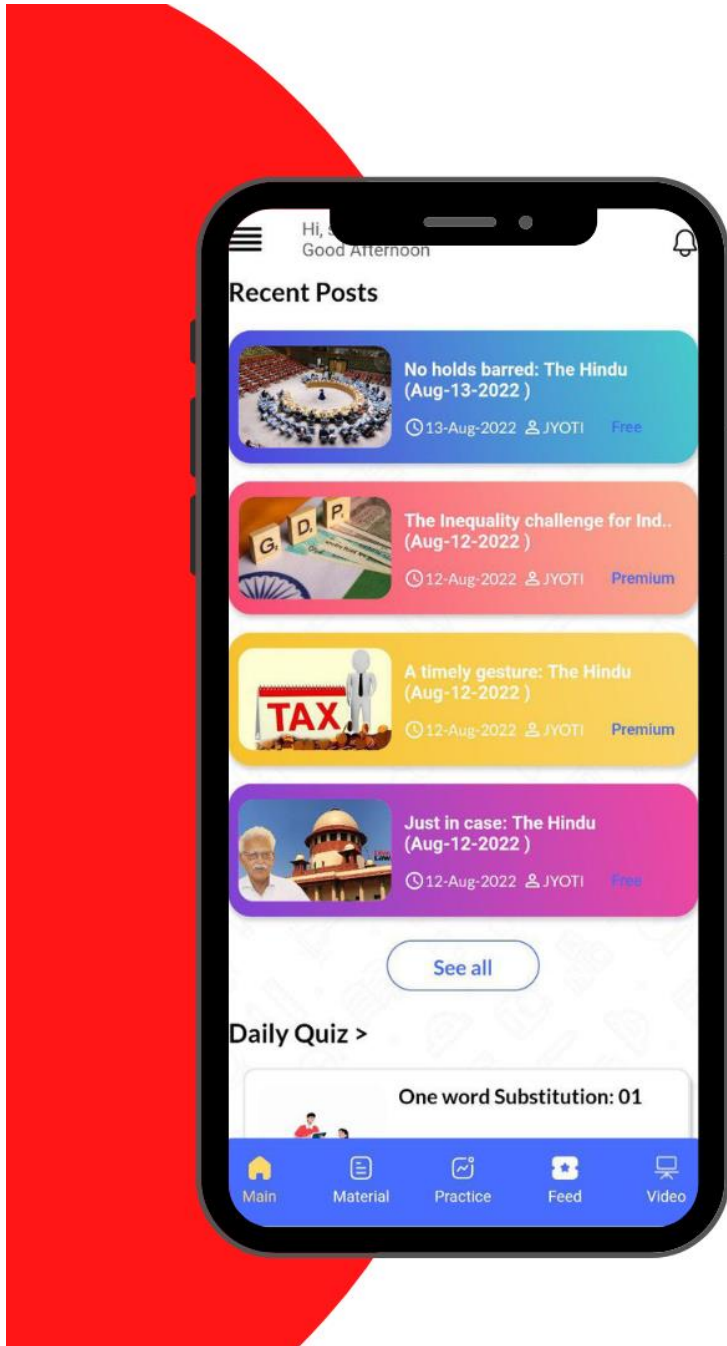 Hi,
Good Afternoon
Recent Posts
No holds barred: The Hindu
(Aug-13-2022 )
13-Aug-2022 JYOTI Free
G, D, P,
The Inequality challenge for Ind..
(Aug-12-2022 )
12-Aug-2022 JYOTI Premium
TAX
A timely gesture: The Hindu
(Aug-12-2022 )
12-Aug-2022 JYOTI Premium
Just in case: The Hindu
(Aug-12-2022 )
12-Aug-2022 JYOTI Free
See all
Daily Quiz >
One word Substitution: 01
Main Material Practice Feed Video